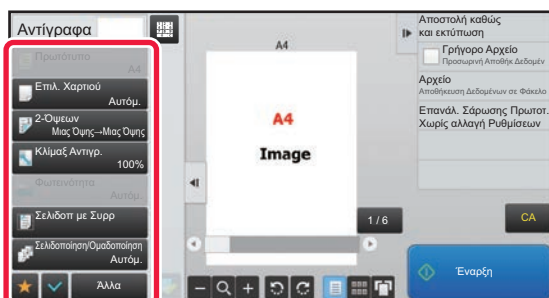 Αντίγραφα
Πρωτότυπο
A4
Επιλ. Χαρτιού
Αυτόμ.
2-Όψεων
Μιας Όψης→Μιας Όψης
Κλίμαξ Αντιγρ.
100%
Φωτεινότητα
Αυτόμ.
Σελιδοπ με Συρρ
Σελιδοποίηση/Ομαδοποίηση
Αυτόμ.
Άλλα
A4
A4
Image
1 / 6
Αποστολή καθώς
και εκτύπωση
Γρήγορο Αρχείο
Προσωρινή Αποθήκ Δεδομέν
Αρχείο
Αποθήκευση Δεδομένων σε Φάκελο
Επανάλ. Σάρωσης Πρωτοτ.
Χωρίς αλλαγή Ρυθμίσεων
CA
Έναρξη